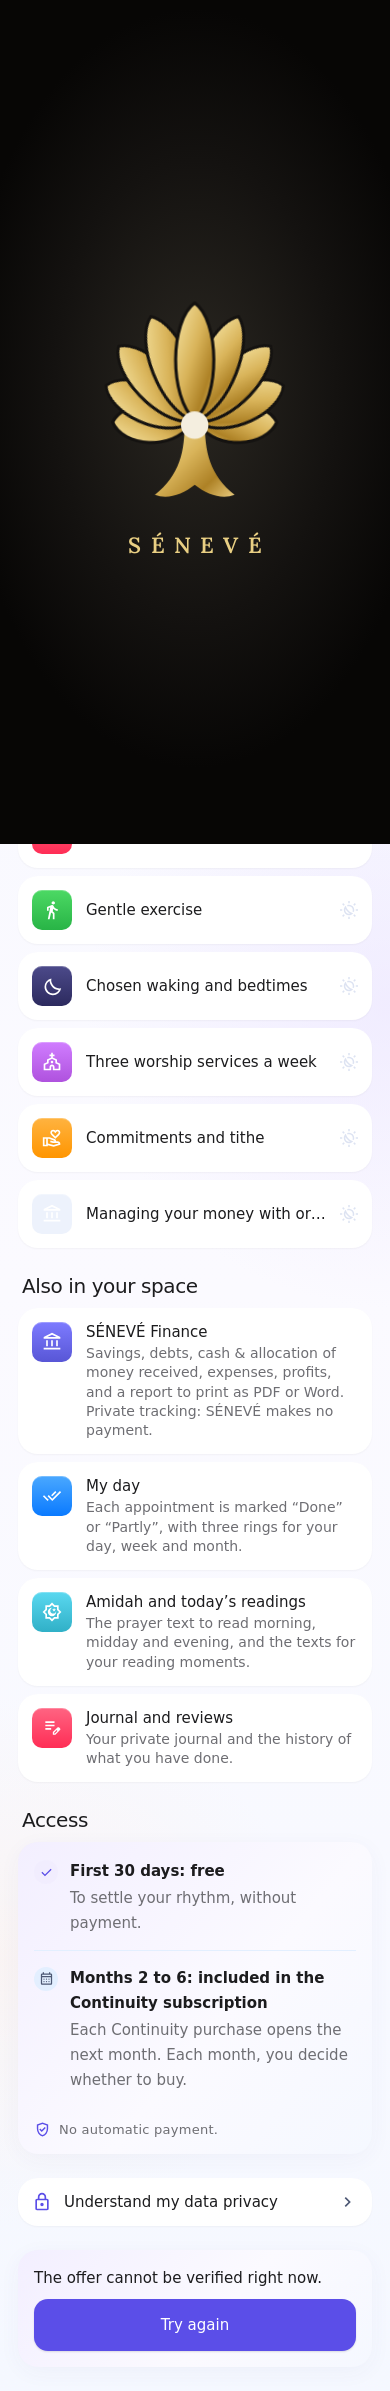 SÉNEVÉ
Gentle exercise
Chosen waking and bedtimes
Three worship services a week
Commitments and tithe
Managing your money with or…
Also in your space
SÉNEVÉ Finance
Savings, debts, cash & allocation of
money received, expenses, profits,
and a report to print as PDF or Word.
Private tracking: SÉNEVÉ makes no
payment.
My day
Each appointment is marked “Done”
or “Partly”, with three rings for your
day, week and month.
Amidah and today’s readings
The prayer text to read morning,
midday and evening, and the texts for
your reading moments.
Journal and reviews
Your private journal and the history of
what you have done.
Access
First 30 days: free
To settle your rhythm, without
payment.
Months 2 to 6: included in the
Continuity subscription
Each Continuity purchase opens the
next month. Each month, you decide
whether to buy.
No automatic payment.
Understand my data privacy
The offer cannot be verified right now.
Try again